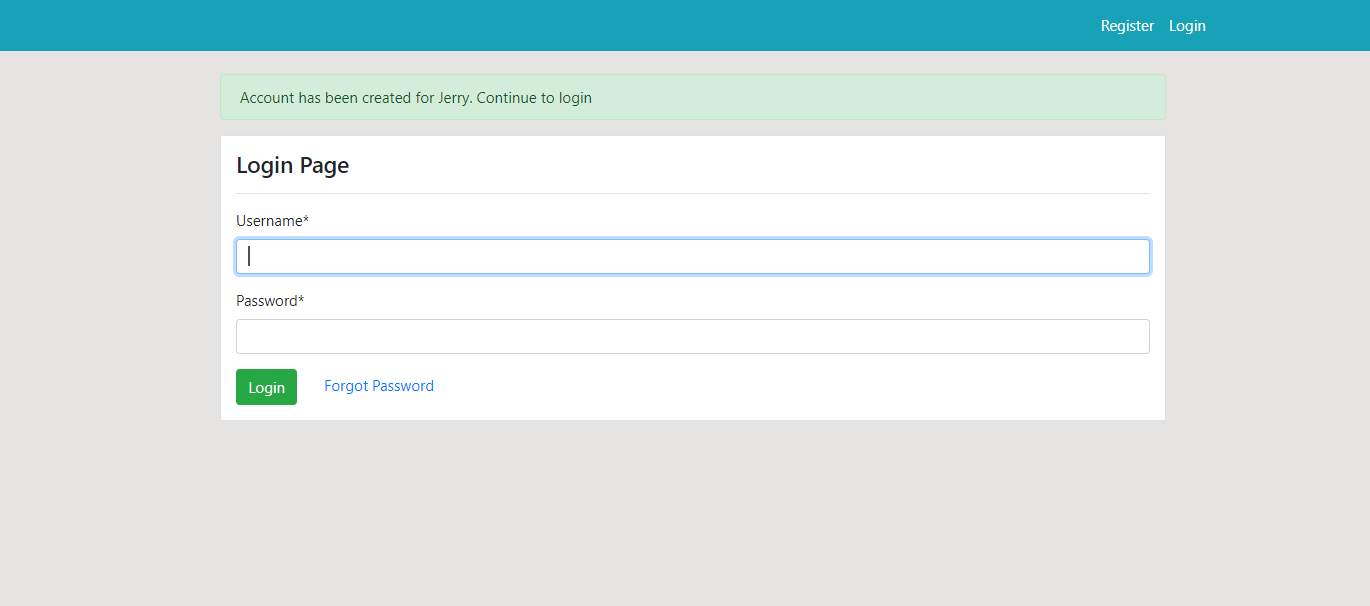 Register Login
Account has been created for Jerry. Continue to login
Login Page
Username*
Password*
Login Forgot Password